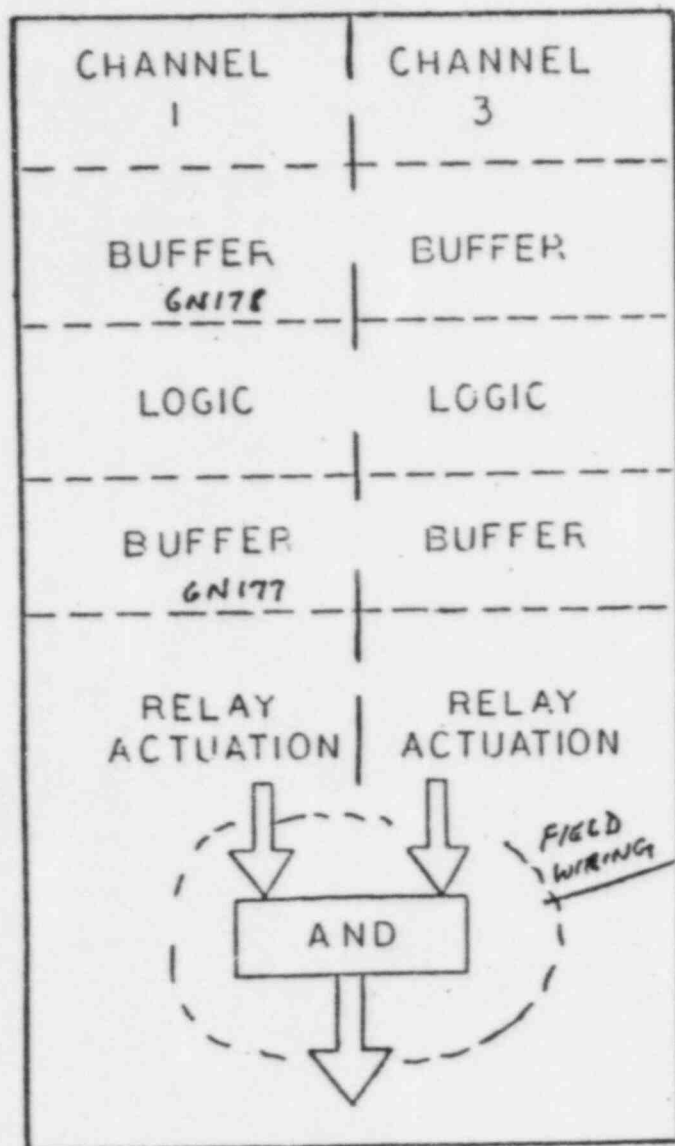 CHANNEL
1
CHANNEL
3
BUFFER
GN178
BUFFER
LOGIC
LOGIC
BUFFER
GN177
BUFFER
RELAY
ACTUATION
RELAY
ACTUATION
FIELD
WIRING
AND